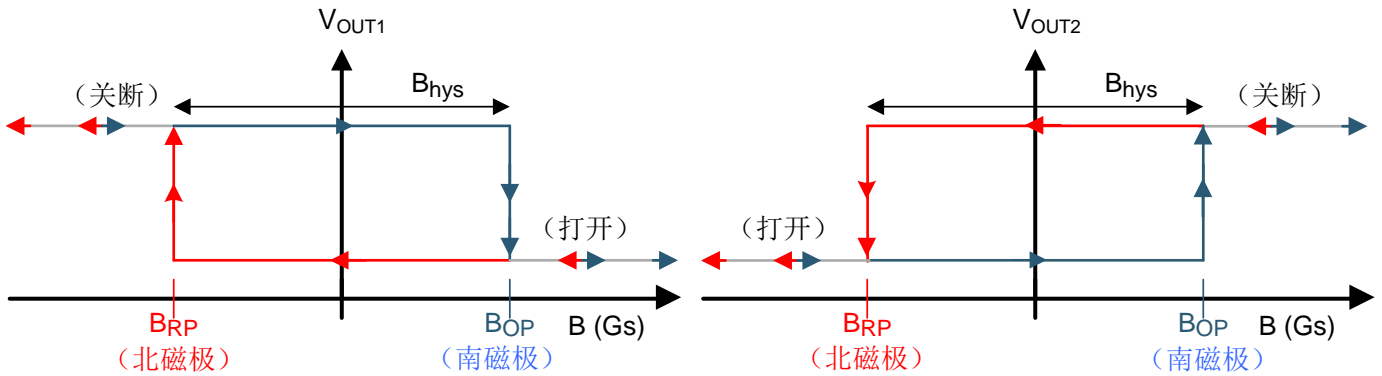 VOUT1
Bhys
（关断）
（打开）
BRP
BOP
B (Gs)
（北磁极）
（南磁极）
VOUT2
Bhys
（关断）
（打开）
BRP
BOP
B (Gs)
（北磁极）
（南磁极）